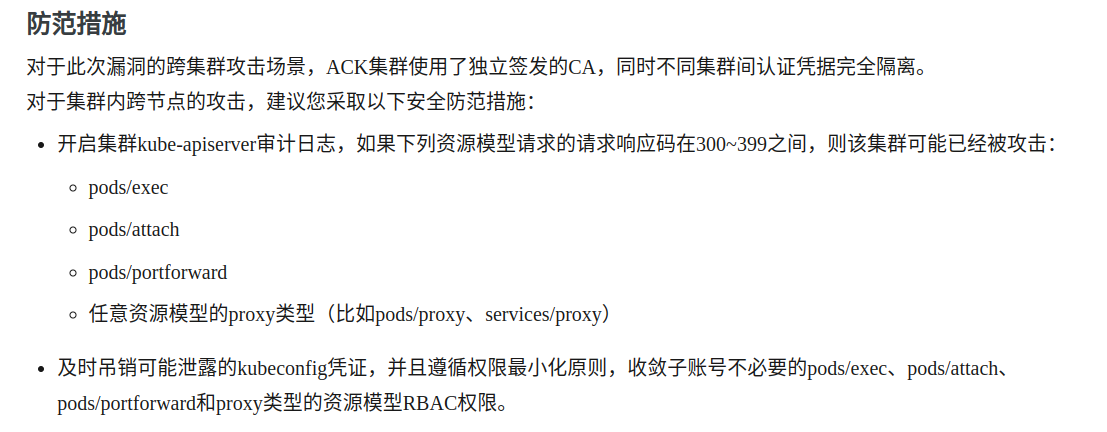 防范措施
对于此次漏洞的跨集群攻击场景，ACK集群使用了独立签发的CA，同时不同集群间认证凭据完全隔离。
对于集群内跨节点的攻击，建议您采取以下安全防范措施：
• 开启集群kube-apiserver审计日志，如果下列资源模型请求的请求响应码在300~399之间，则该集群可能已经被攻击：
◦ pods/exec
◦ pods/attach
◦ pods/portforward
◦ 任意资源模型的proxy类型（比如pods/proxy、services/proxy）
• 及时吊销可能泄露的kubeconfig凭证，并且遵循权限最小化原则，收敛子账号不必要的pods/exec、pods/attach、
pods/portforward和proxy类型的资源模型RBAC权限。